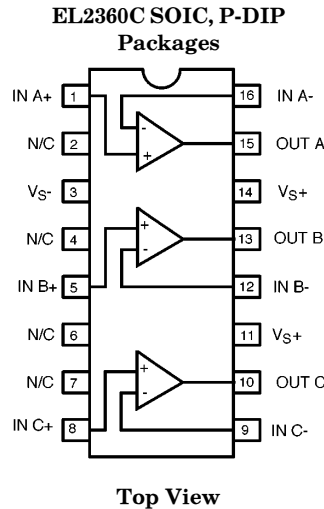 EL2360C SOIC, P-DIP
Packages
IN A+ 1 16 IN A-
- 
N/C 2 + 15 OUT A
VS- 3 14 VS+
N/C 4 + 13 OUT B
-
IN B+ 5 12 IN B-
N/C 6 11 VS+
N/C 7 + 10 OUT C
-
IN C+ 8 9 IN C-
Top View